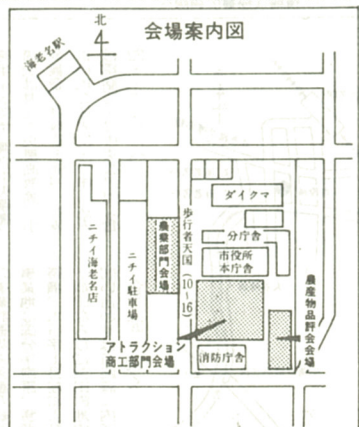 会場案内図
北
海老名駅
ダイクマ
分庁舎
市役所
本庁舎
農業部門会場
歩行者天国(10〜16)
ニチイ海老名店
ニチイ駐車場
農産物品評会会場
アトラクション
商工部門会場
消防庁舎